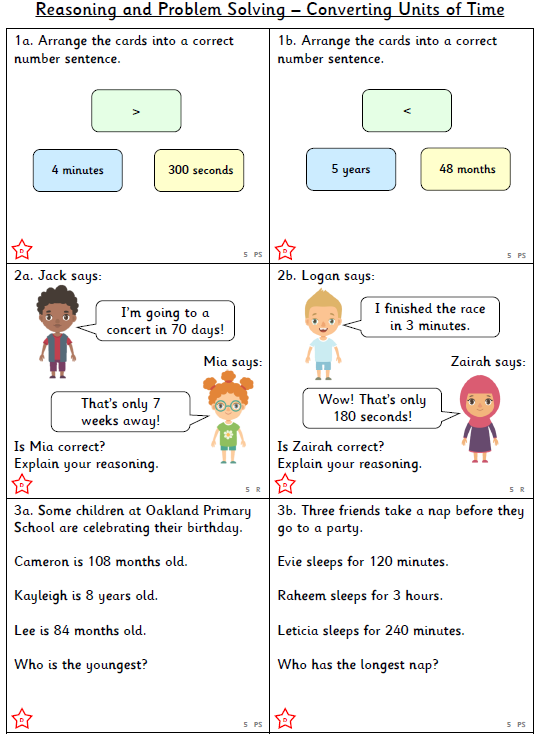 Reasoning and Problem Solving – Converting Units of Time
1a. Arrange the cards into a correct
number sentence.
>
4 minutes
300 seconds
D
S PS
1b. Arrange the cards into a correct
number sentence.
<
5 years
48 months
D
S PS
2a. Jack says:
I'm going to a
concert in 70 days!
Mia says:
That's only 7
weeks away!
Is Mia correct?
Explain your reasoning.
D
S R
2b. Logan says:
I finished the race
in 3 minutes.
Zairah says:
Wow! That's only
180 seconds!
Is Zairah correct?
Explain your reasoning.
D
S R
3a. Some children at Oakland Primary
School are celebrating their birthday.
Cameron is 108 months old.
Kayleigh is 8 years old.
Lee is 84 months old.
Who is the youngest?
D
S PS
3b. Three friends take a nap before they
go to a party.
Evie sleeps for 120 minutes.
Raheem sleeps for 3 hours.
Leticia sleeps for 240 minutes.
Who has the longest nap?
D
S PS